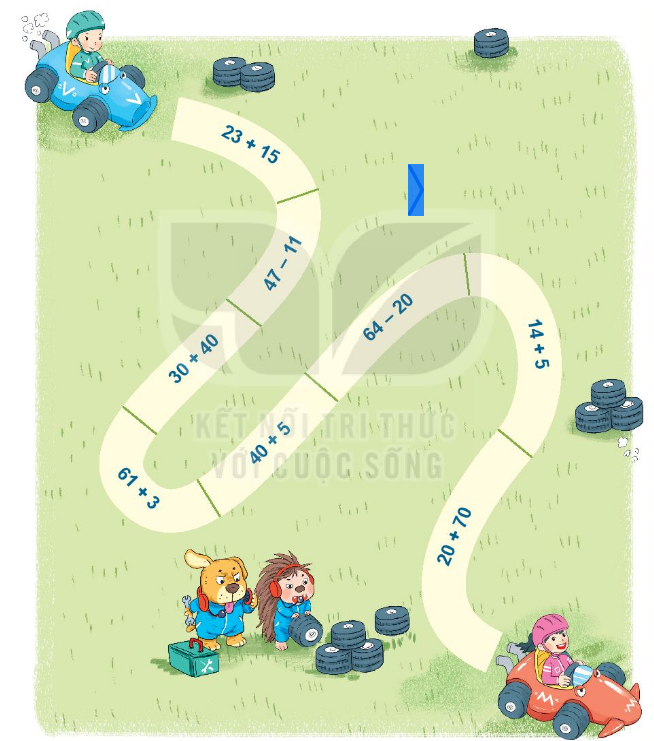 23 + 15
47 – 11
30 + 40
61 + 3
40 + 5
64 – 20
14 + 5
20 + 70
KẾT NỐI TRI THỨC
VỚI CUỘC SỐNG
V
V
M
M